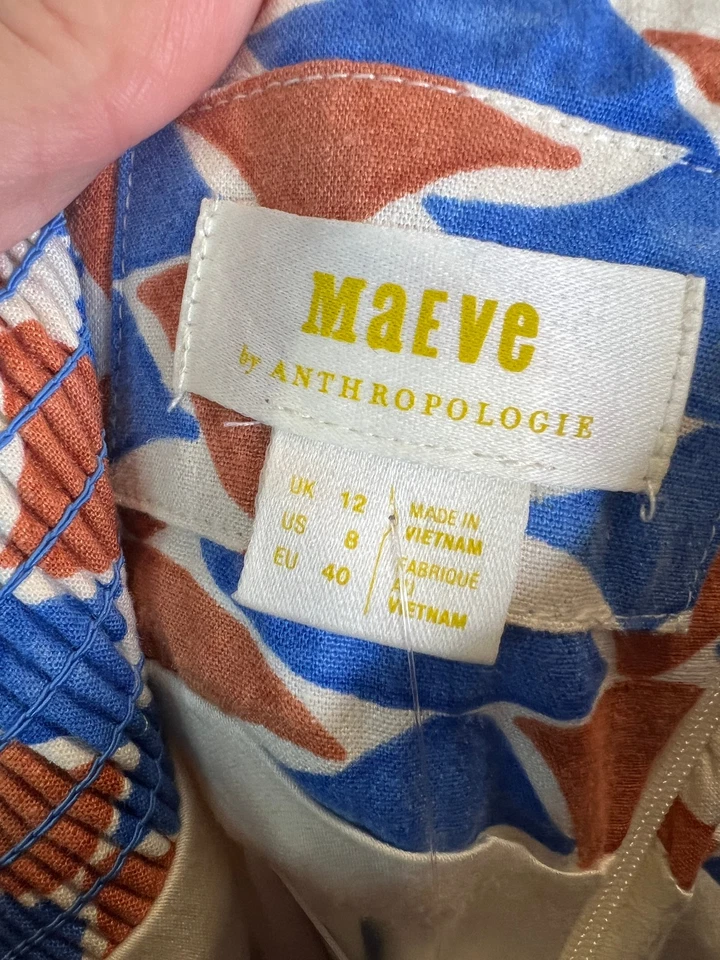 MaEVe
by ANTHROPOLOGIE
UK 12
US 8
EU 40
MADE IN
VIETNAM
FABRIQUÉ
AU
VIETNAM